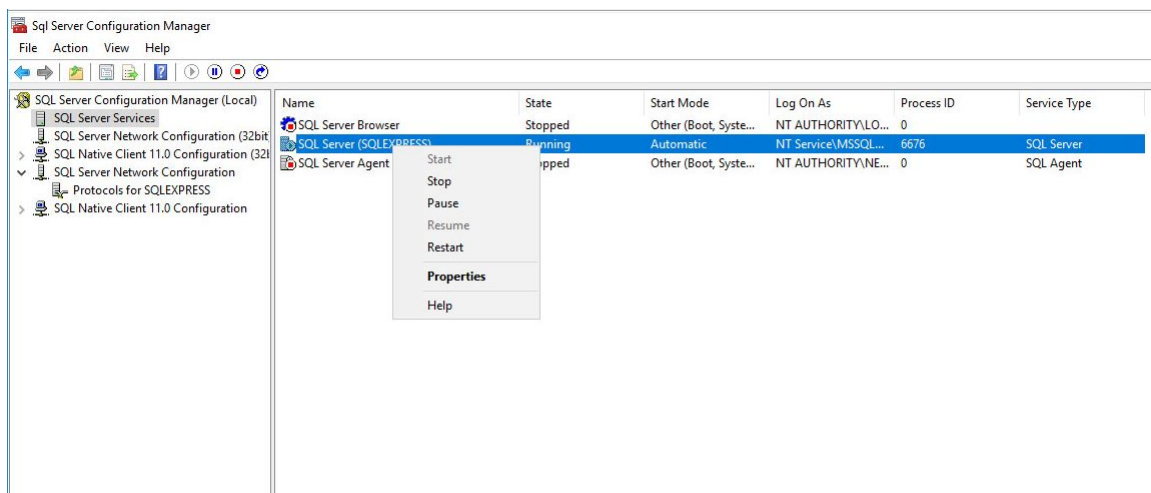 Sql Server Configuration Manager
File Action View Help
SQL Server Configuration Manager (Local)
SQL Server Services
SQL Server Network Configuration (32bit
SQL Native Client 11.0 Configuration (32
SQL Server Network Configuration
Protocols for SQLEXPRESS
SQL Native Client 11.0 Configuration
Name State Start Mode Log On As Process ID Service Type
SQL Server Browser Stopped Other (Boot, Syste... NT AUTHORITY\LO... 0
SQL Server (SQLEXPRESS) Running Automatic NT Service\MSSQL... 6676 SQL Server
SQL Server Agent Other (Boot, Syste... NT AUTHORITY\NE... 0 SQL Agent
Start
Stop
Pause
Resume
Restart
Properties
Help